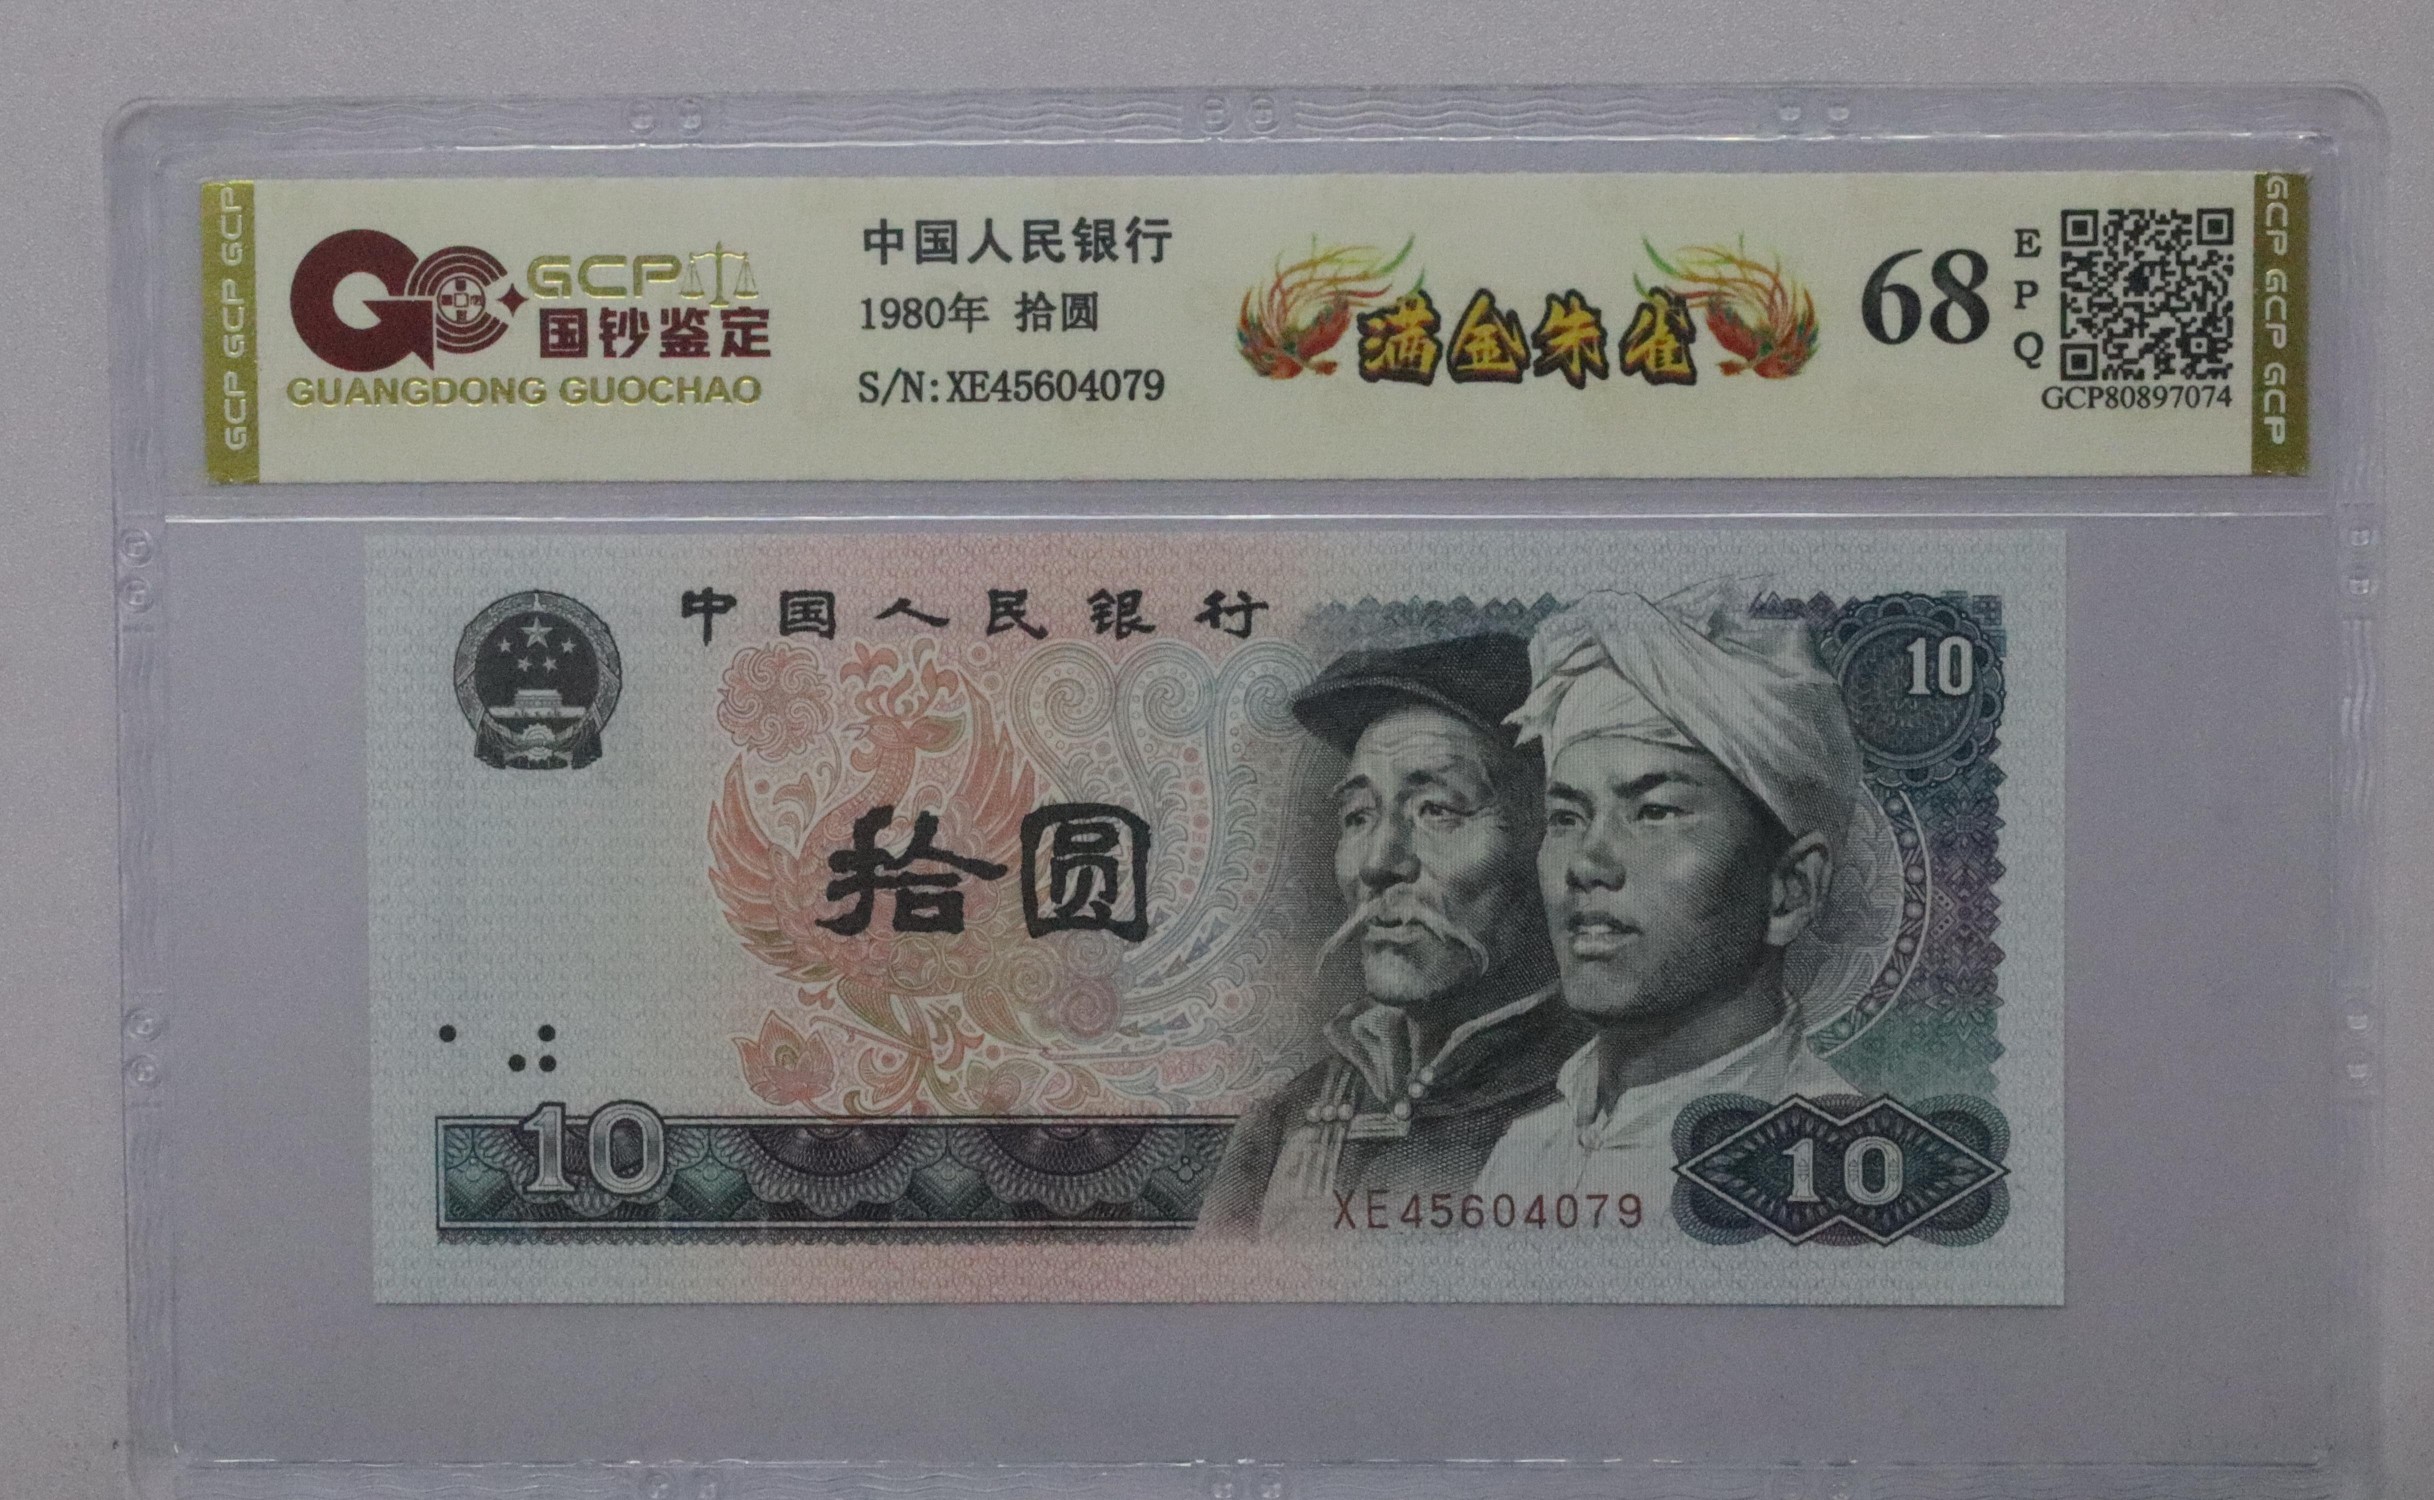 GCP GCP GCP
GCP
国钞鉴定
GUANGDONG GUOCHAO
中国人民银行
1980年 拾圆
S/N:XE45604079
满金朱雀
68
EPQ
GCP80897074
GCP GCP GCP
中国人民银行
10
拾圆
10
XE45604079
10